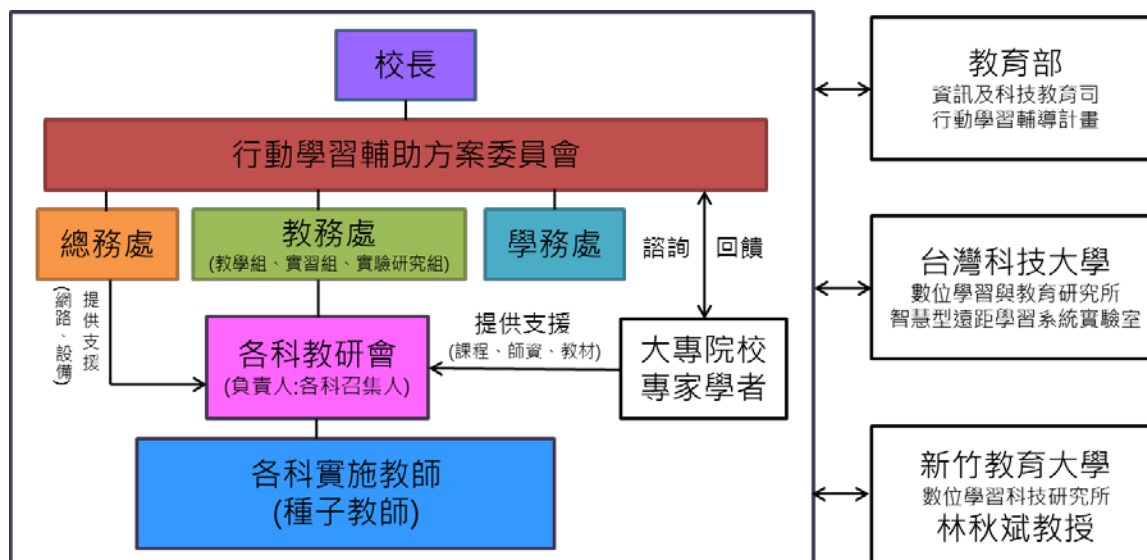 校長
行動學習輔助方案委員會
總務處
教務處
(教學組、實習組、實驗研究組)
學務處
諮詢
回饋
提供支援
(網路、設備)
各科教研會
(負責人:各科召集人)
提供支援
(課程、師資、教材)
大專院校
專家學者
各科實施教師
(種子教師)
教育部
資訊及科技教育司
行動學習輔導計畫
台灣科技大學
數位學習與教育研究所
智慧型遠距學習系統實驗室
新竹教育大學
數位學習科技研究所
林秋斌教授